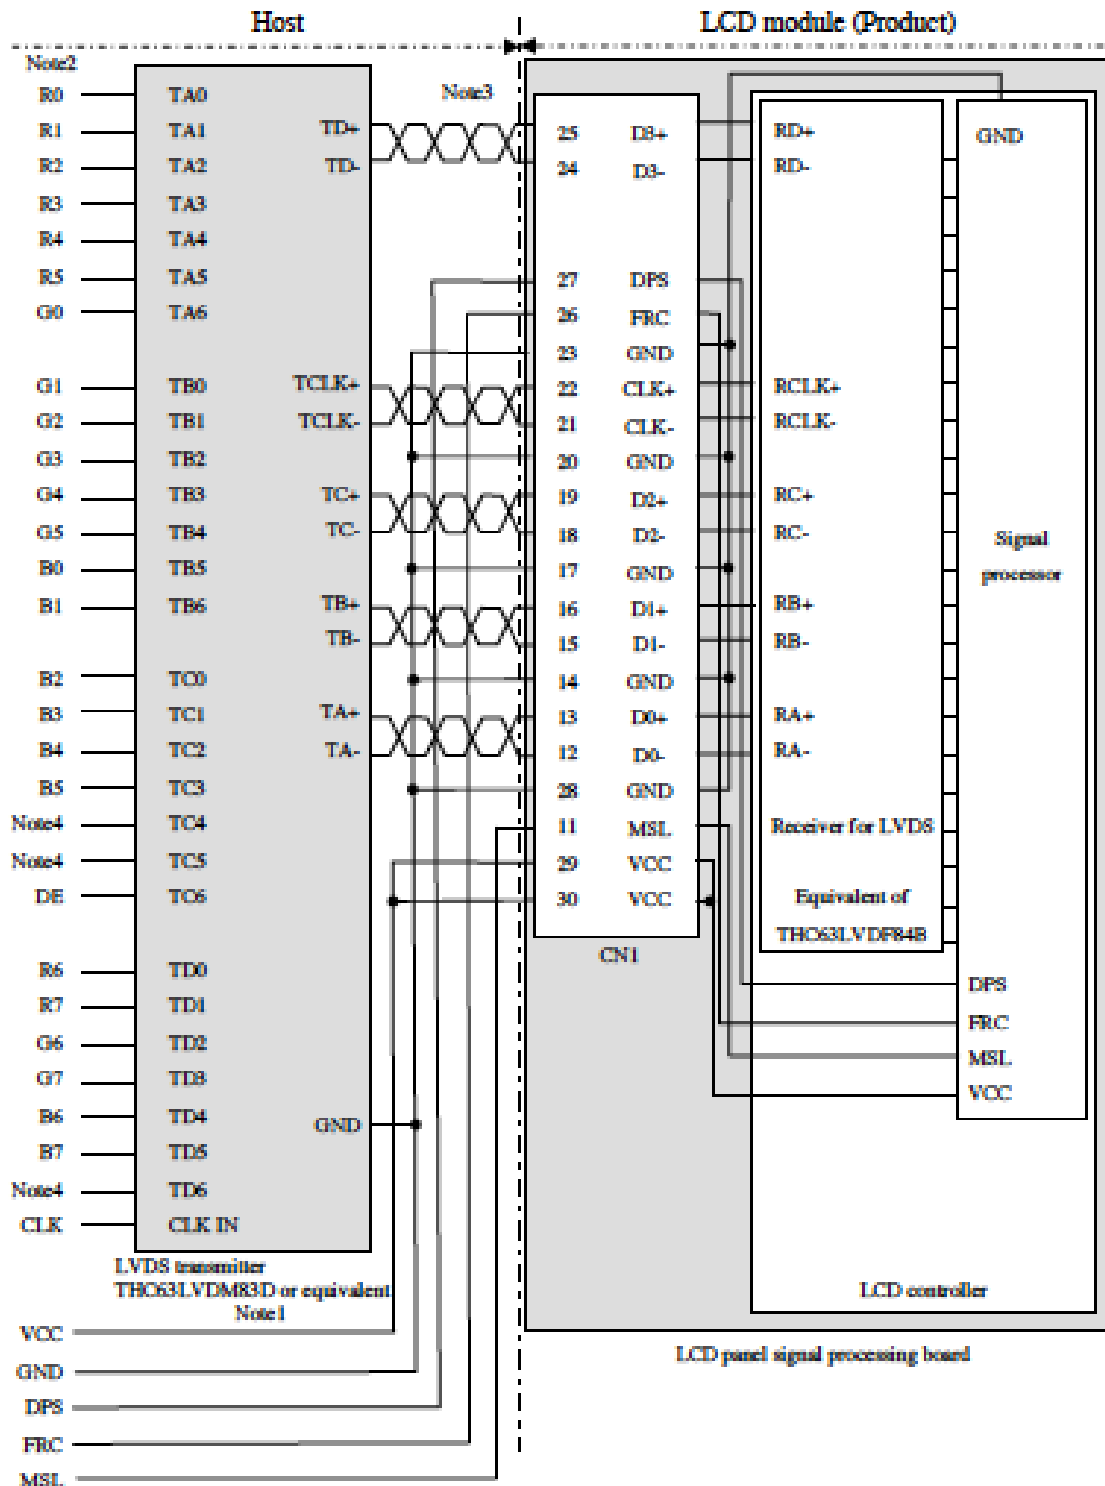 Host
LCD module (Product)
Note2
Note3
R0 TA0
R1 TA1
R2 TA2
R3 TA3
R4 TA4
R5 TA5
G0 TA6
G1 TB0
G2 TB1
G3 TB2
G4 TB3
G5 TB4
B0 TB5
B1 TB6
B2 TC0
B3 TC1
B4 TC2
B5 TC3
Note4 TC4
Note4 TC5
DE TC6
R6 TD0
R7 TD1
G6 TD2
G7 TD3
B6 TD4
B7 TD5
Note4 TD6
CLK CLK IN
TD+
TD-
TCLK+
TCLK-
TC+
TC-
TB+
TB-
TA+
TA-
GND
LVDS transmitter
THC63LVDM83D or equivalent
Note1
VCC
GND
DPS
FRC
MSL
25 D3+
24 D3-
27 DPS
26 FRC
23 GND
22 CLK+
21 CLK-
20 GND
19 D2+
18 D2-
17 GND
16 D1+
15 D1-
14 GND
13 D0+
12 D0-
28 GND
11 MSL
29 VCC
30 VCC
CN1
RD+
RD-
RCLK+
RCLK-
RC+
RC-
RB+
RB-
RA+
RA-
Receiver for LVDS
Equivalent of
THC63LVDF84B
GND
Signal
processor
DPS
FRC
MSL
VCC
LCD controller
LCD panel signal processing board